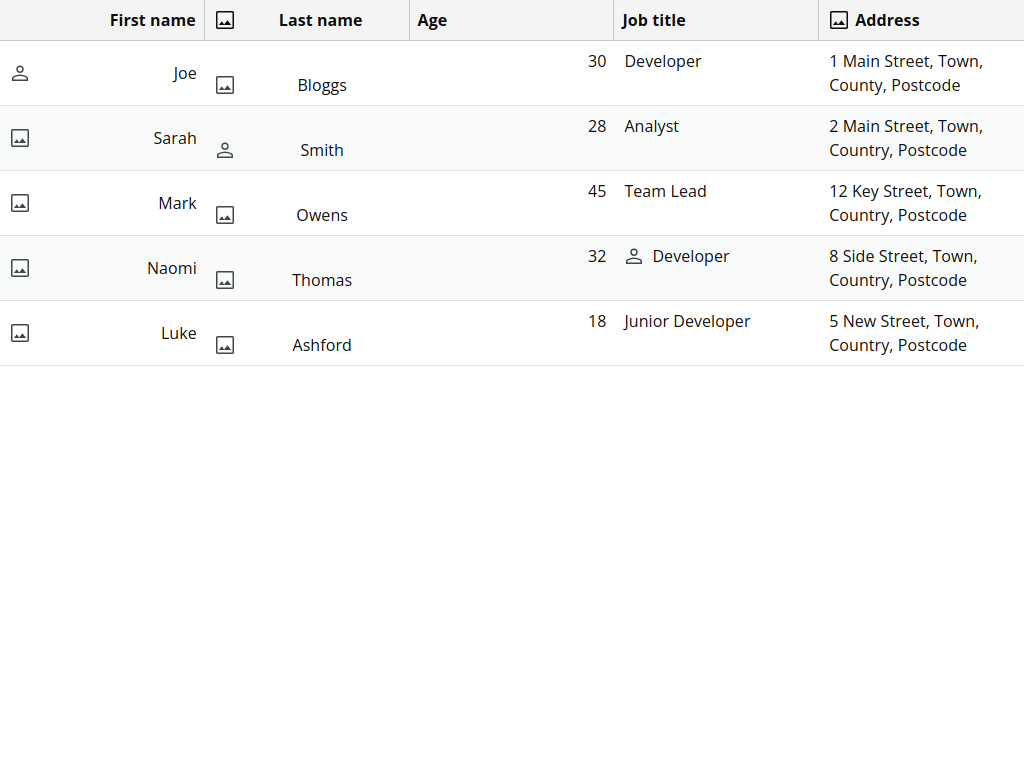 First name Last name Age Job title Address
Joe Bloggs 30 Developer 1 Main Street, Town,
County, Postcode
Sarah Smith 28 Analyst 2 Main Street, Town,
Country, Postcode
Mark Owens 45 Team Lead 12 Key Street, Town,
Country, Postcode
Naomi Thomas 32 Developer 8 Side Street, Town,
Country, Postcode
Luke Ashford 18 Junior Developer 5 New Street, Town,
Country, Postcode